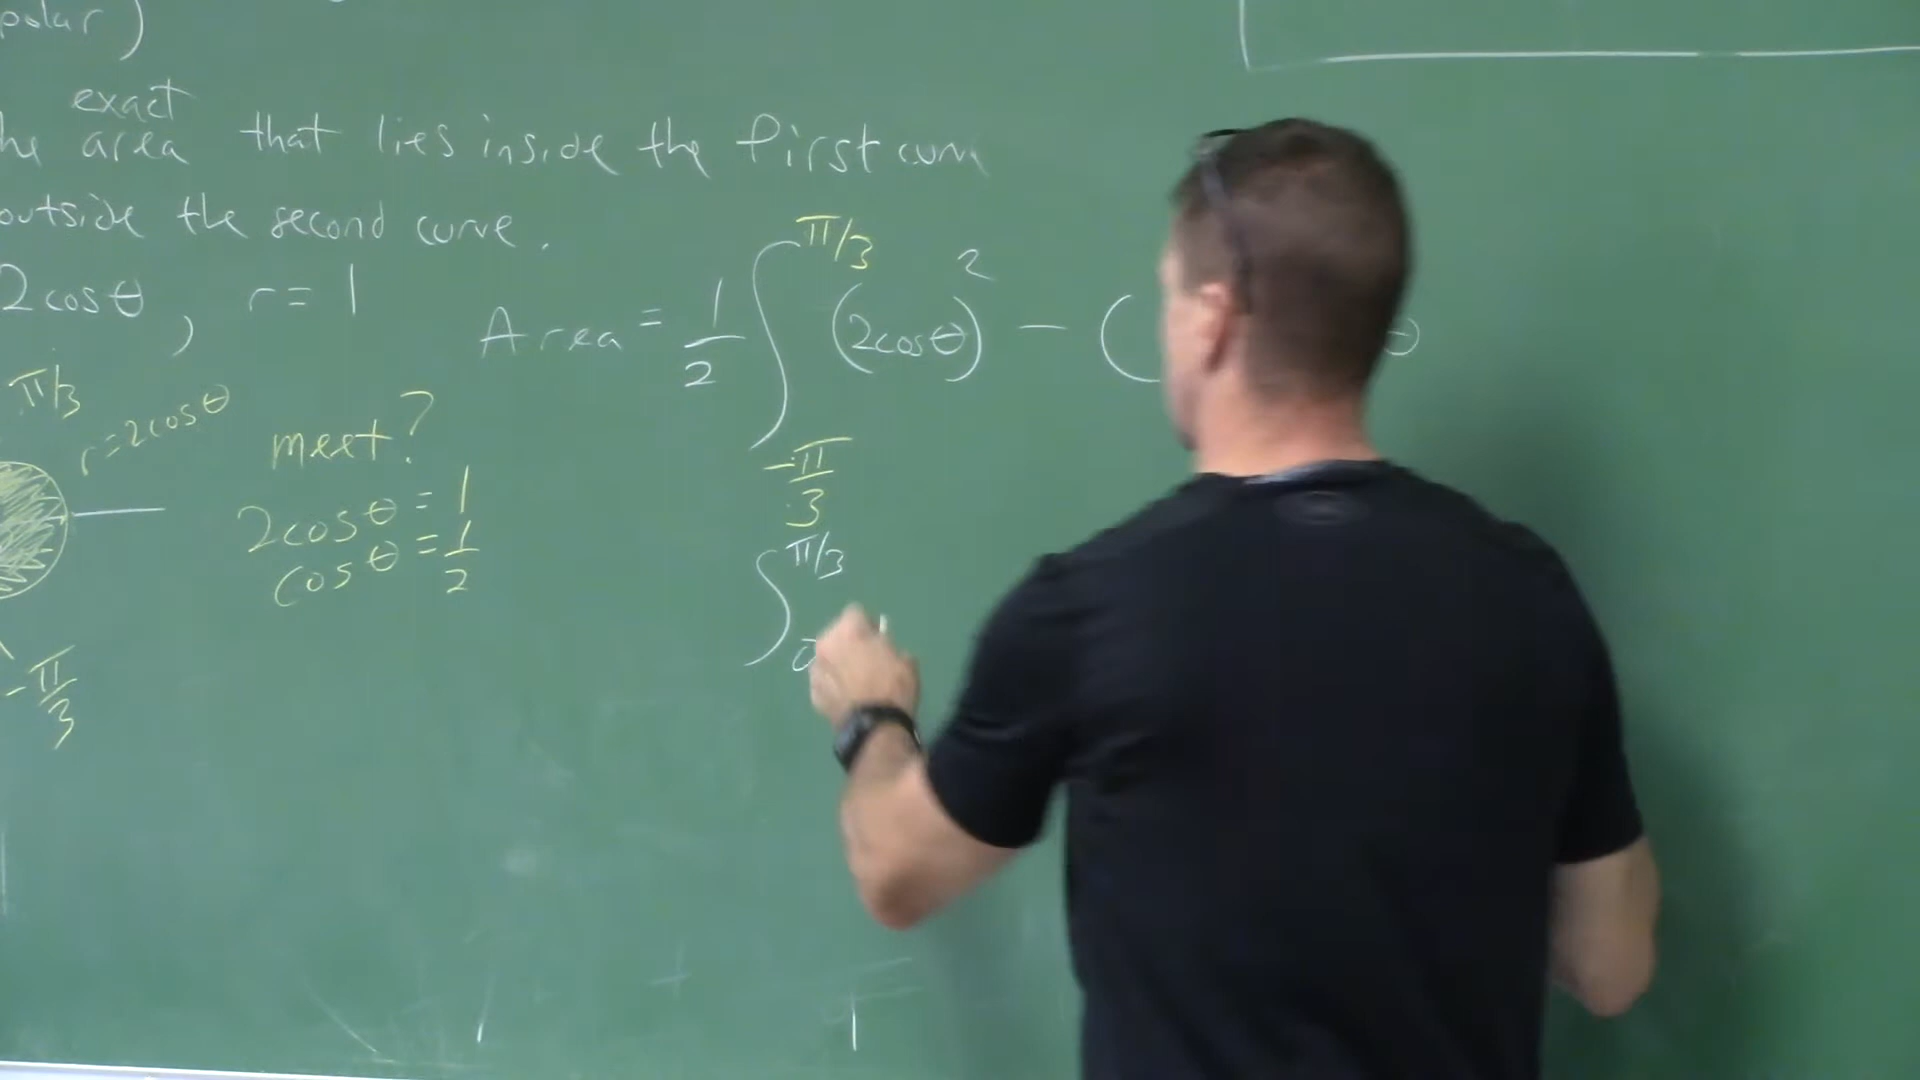 polar)
exact
he area that lies inside the first curve
outside the second curve.
2cosθ, r = 1
Area = 1/2 ∫ π/3 -π/3 (2cosθ)² - ( θ
π/3
r=2cosθ
meet?
2cosθ = 1
cosθ = 1/2
-π/3
∫ π/3